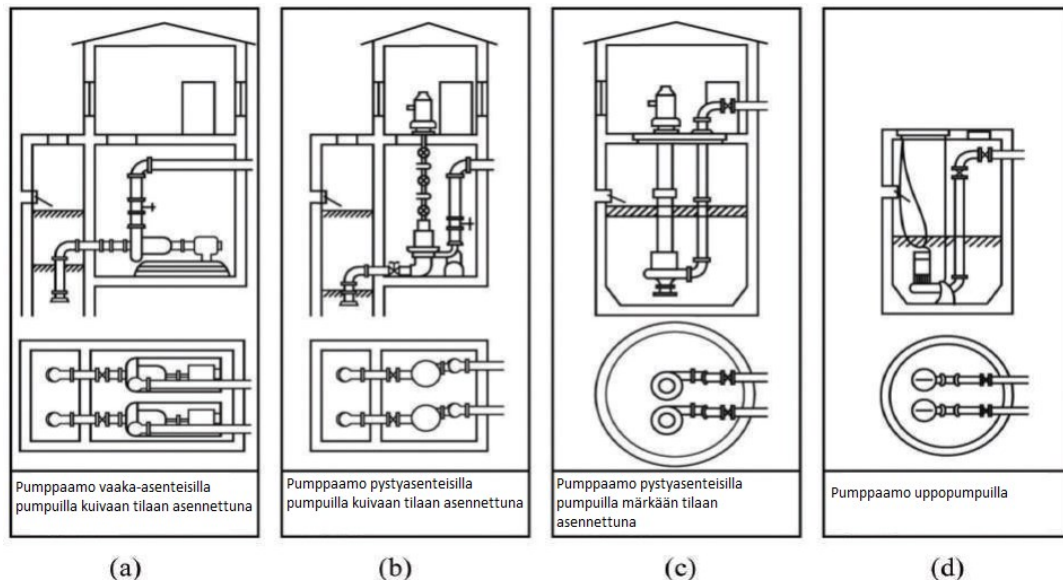 Pumppaamo vaaka-asenteisilla
pumpuilla kuivaan tilaan asennettuna
Pumppaamo pystyasenteisilla
pumpuilla kuivaan tilaan asennettuna
Pumppaamo pystyasenteisilla
pumpuilla märkään tilaan
asennettuna
Pumppaamo uppopumpuilla
(a)
(b)
(c)
(d)